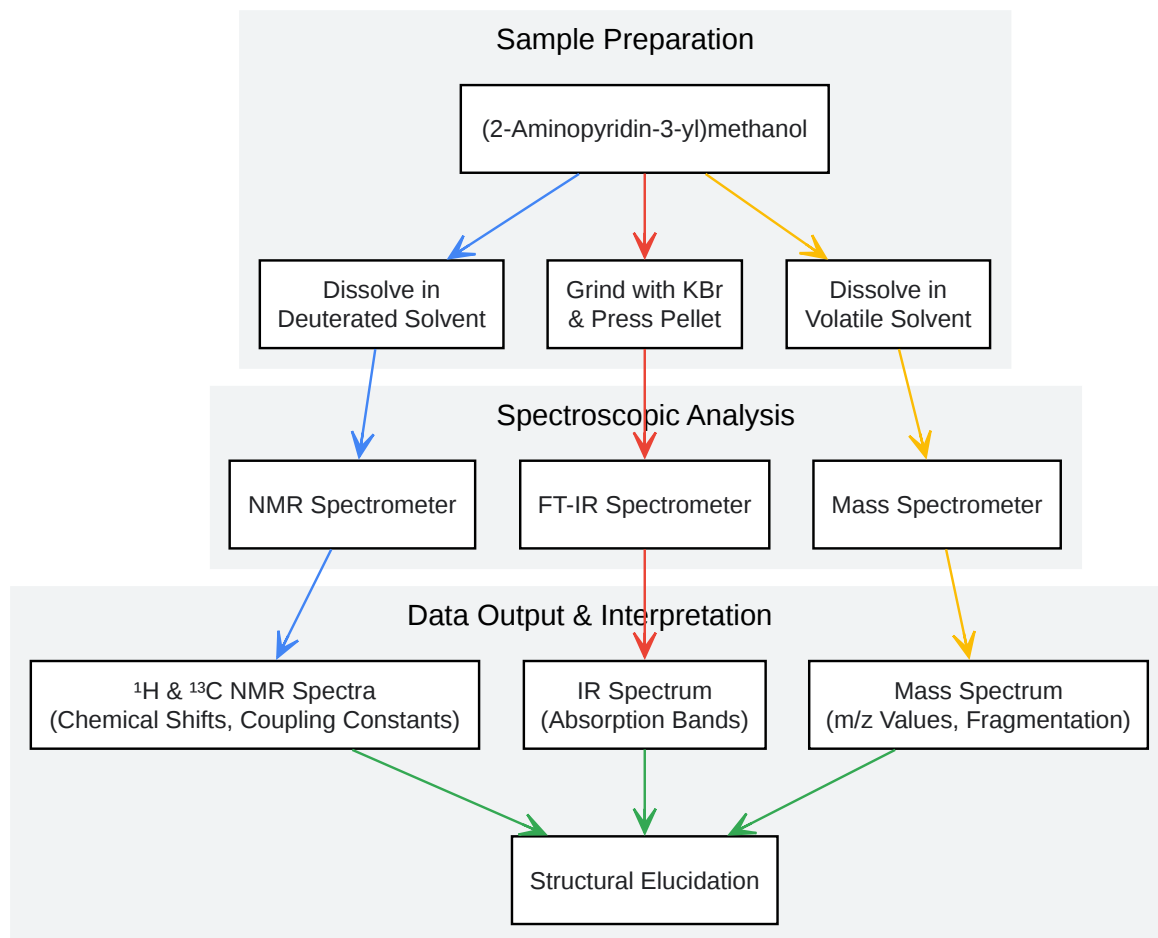 Sample Preparation
(2-Aminopyridin-3-yl)methanol
Dissolve in
Deuterated Solvent
Grind with KBr
& Press Pellet
Dissolve in
Volatile Solvent
Spectroscopic Analysis
NMR Spectrometer
FT-IR Spectrometer
Mass Spectrometer
Data Output & Interpretation
¹H & ¹³C NMR Spectra
(Chemical Shifts, Coupling Constants)
IR Spectrum
(Absorption Bands)
Mass Spectrum
(m/z Values, Fragmentation)
Structural Elucidation